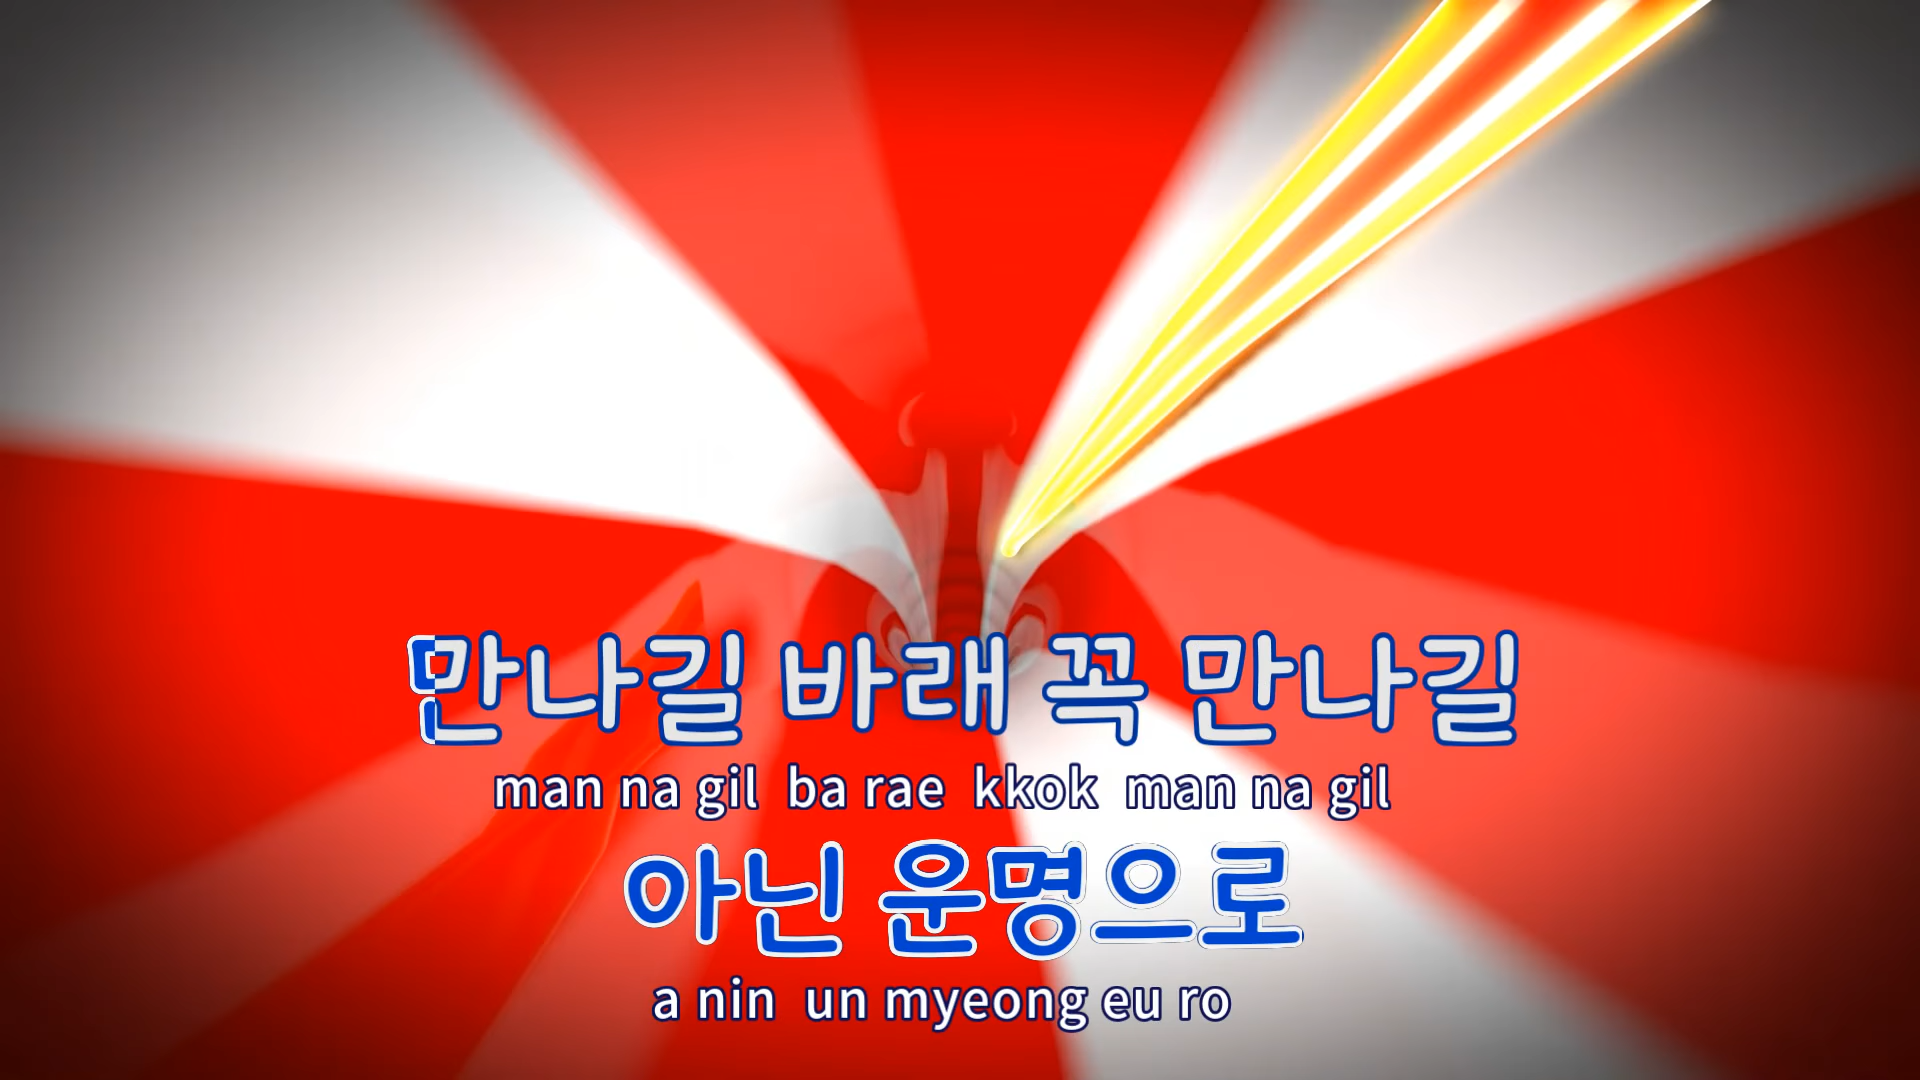 만나길 바래 꼭 만나길
man na gil ba rae kkok man na gil
아닌 운명으로
a nin un myeong eu ro